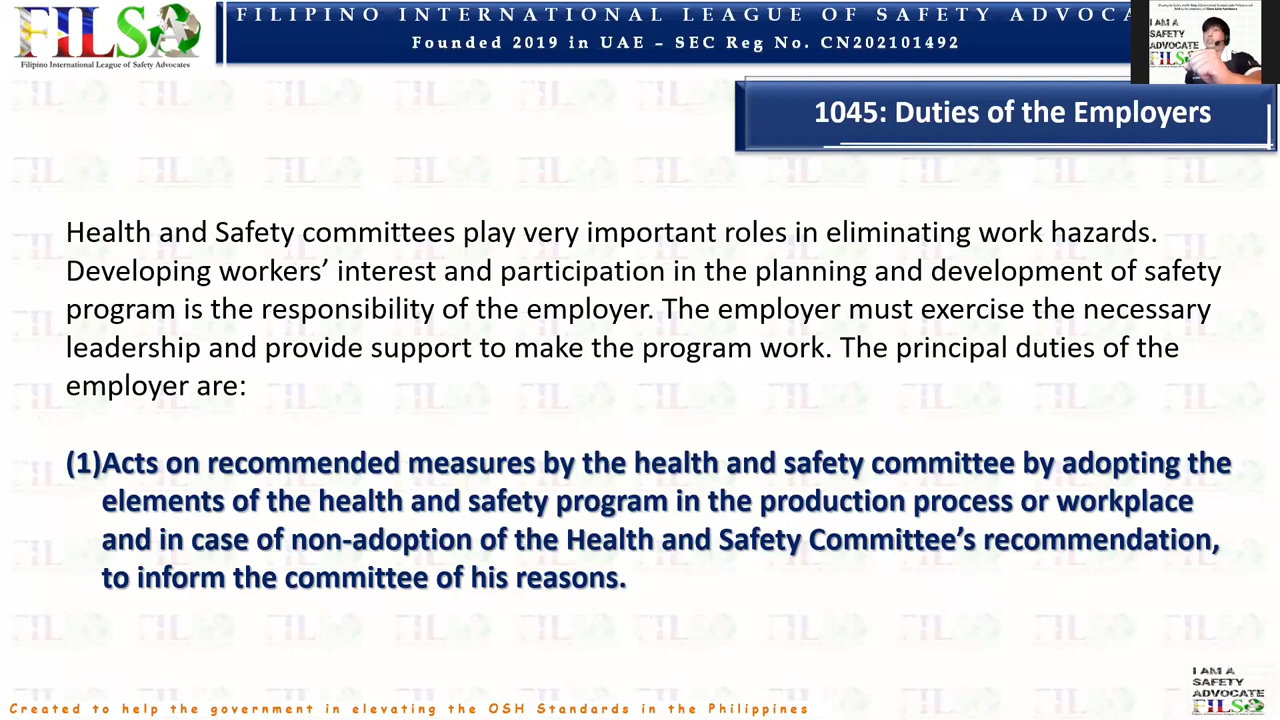 FILSA
Filipino International League of Safety Advocates
FILIPINO INTERNATIONAL LEAGUE OF SAFETY
Founded 2019 in UAE – SEC Reg No. CN202101492
I AM A
SAFETY
ADVOCATE
1045: Duties of the Employers
Health and Safety committees play very important roles in eliminating work hazards.
Developing workers’ interest and participation in the planning and development of safety
program is the responsibility of the employer. The employer must exercise the necessary
leadership and provide support to make the program work. The principal duties of the
employer are:
(1)Acts on recommended measures by the health and safety committee by adopting the
elements of the health and safety program in the production process or workplace
and in case of non-adoption of the Health and Safety Committee’s recommendation,
to inform the committee of his reasons.
I AM A
SAFETY
ADVOCATE
FILSA
Created to help the government in elevating the OSH Standards in the Philippines